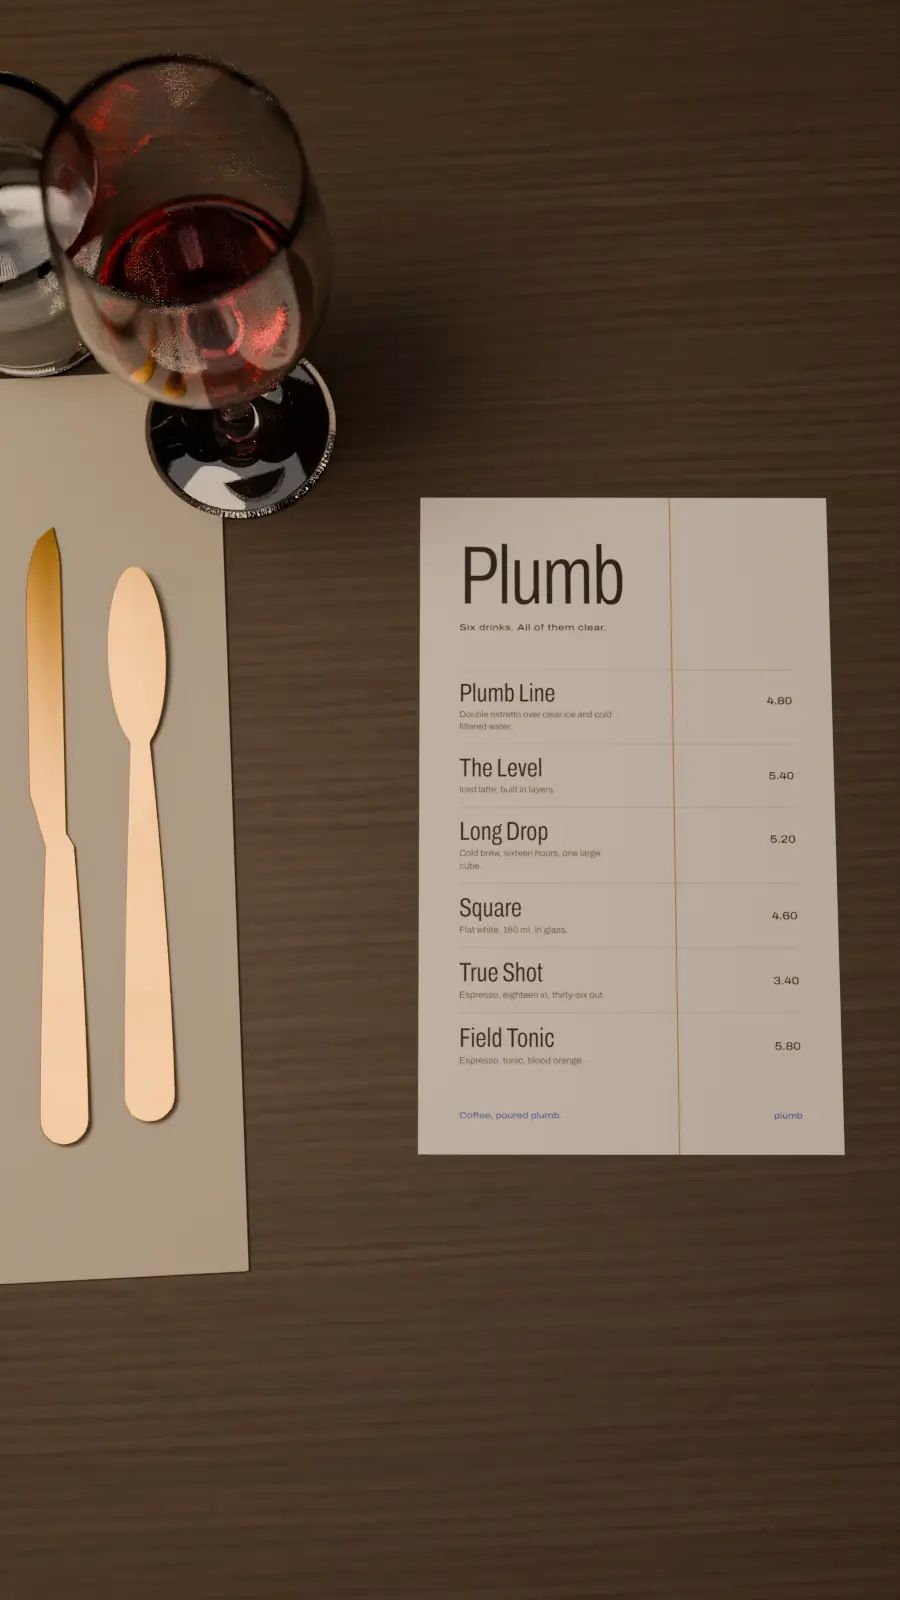 Plumb
Six drinks. All of them clear.
Plumb Line
4.80
Double ristretto over clear ice and cold
filtered water.
The Level
5.40
Iced latte, built in layers.
Long Drop
5.20
Cold brew, sixteen hours, one large
cube.
Square
4.60
Flat white, 160 ml, in glass.
True Shot
3.40
Espresso, eighteen in, thirty-six out.
Field Tonic
5.80
Espresso, tonic, blood orange.
Coffee, poured plumb.
plumb